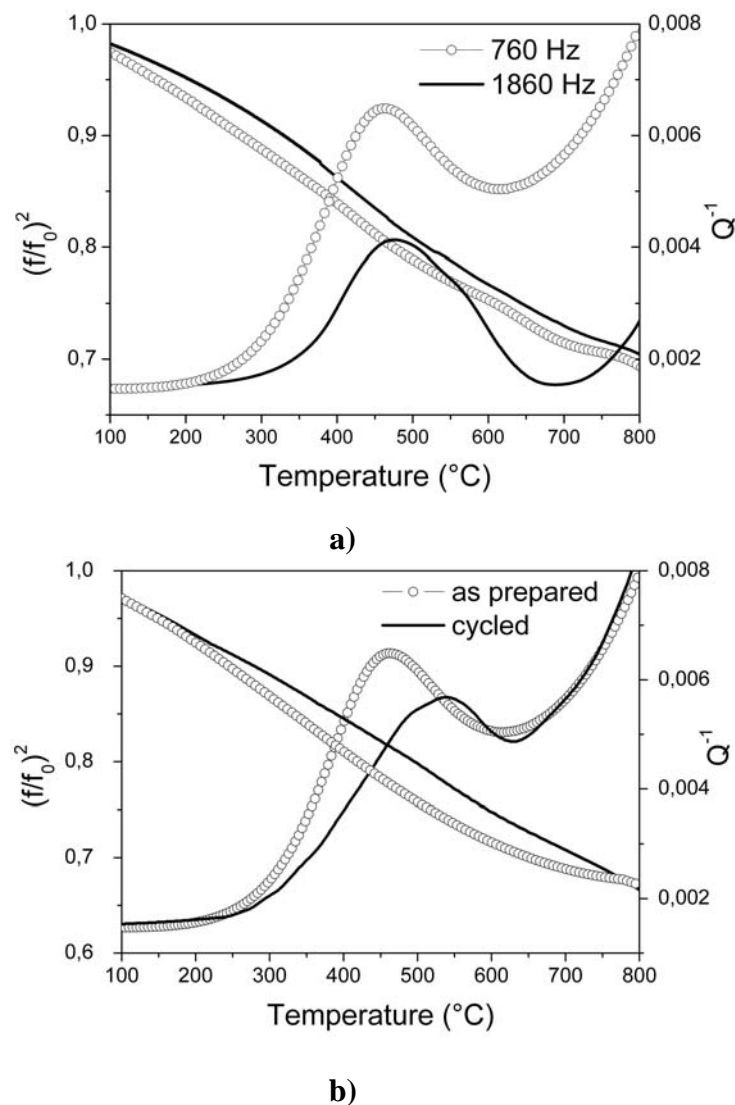 1,0
0,9
0,8
0,7
(f/f₀)²
760 Hz
1860 Hz
0,008
0,006
0,004
0,002
Q⁻¹
100 200 300 400 500 600 700 800
Temperature (°C)
a)
1,0
0,9
0,8
0,7
0,6
(f/f₀)²
as prepared
cycled
0,008
0,006
0,004
0,002
Q⁻¹
100 200 300 400 500 600 700 800
Temperature (°C)
b)